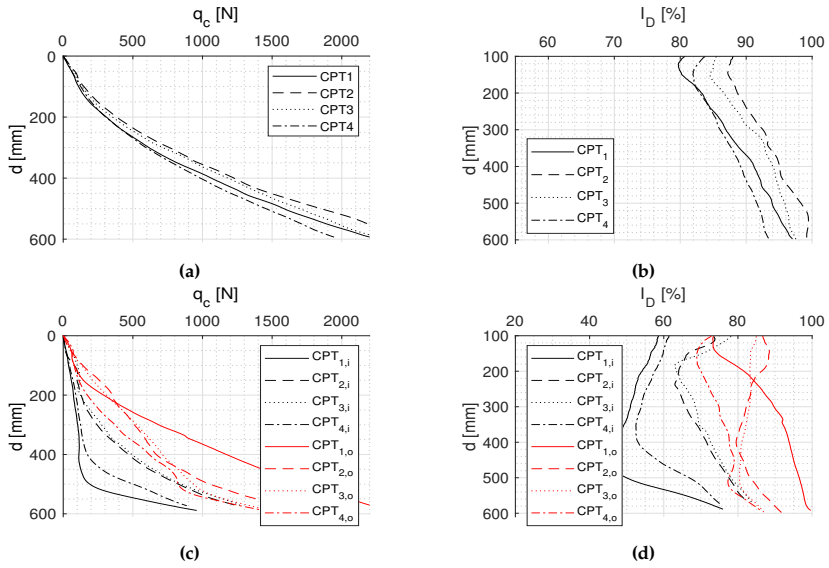 q_c [N]
0 500 1000 1500 2000
0
200
400
600
d [mm]
CPT1
CPT2
CPT3
CPT4
(a)
I_D [%]
60 70 80 90 100
100
200
300
400
500
600
d [mm]
CPT_1
CPT_2
CPT_3
CPT_4
(b)
q_c [N]
0 500 1000 1500 2000
0
200
400
600
d [mm]
CPT_1,i
CPT_2,i
CPT_3,i
CPT_4,i
CPT_1,o
CPT_2,o
CPT_3,o
CPT_4,o
(c)
I_D [%]
20 40 60 80 100
100
200
300
400
500
600
d [mm]
CPT_1,i
CPT_2,i
CPT_3,i
CPT_4,i
CPT_1,o
CPT_2,o
CPT_3,o
CPT_4,o
(d)